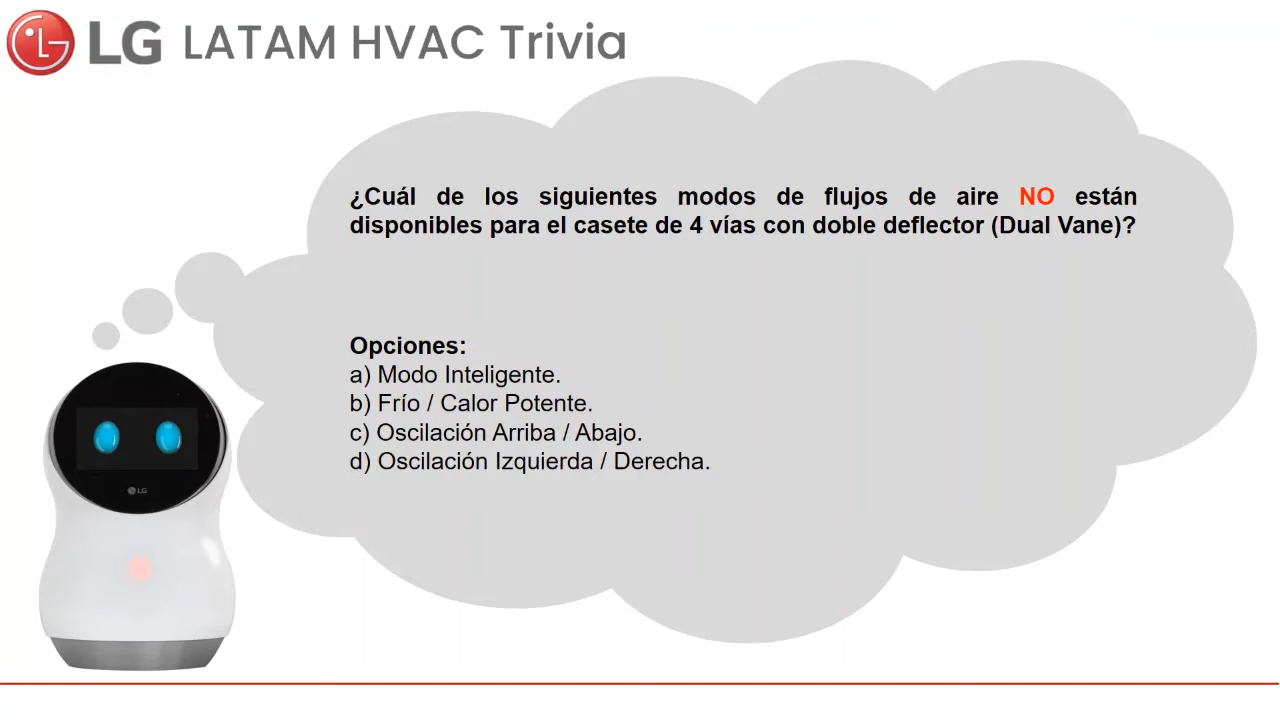 LG LATAM HVAC Trivia
¿Cuál de los siguientes modos de flujos de aire NO están
disponibles para el casete de 4 vías con doble deflector (Dual Vane)?
Opciones:
a) Modo Inteligente.
b) Frío / Calor Potente.
c) Oscilación Arriba / Abajo.
d) Oscilación Izquierda / Derecha.
LG